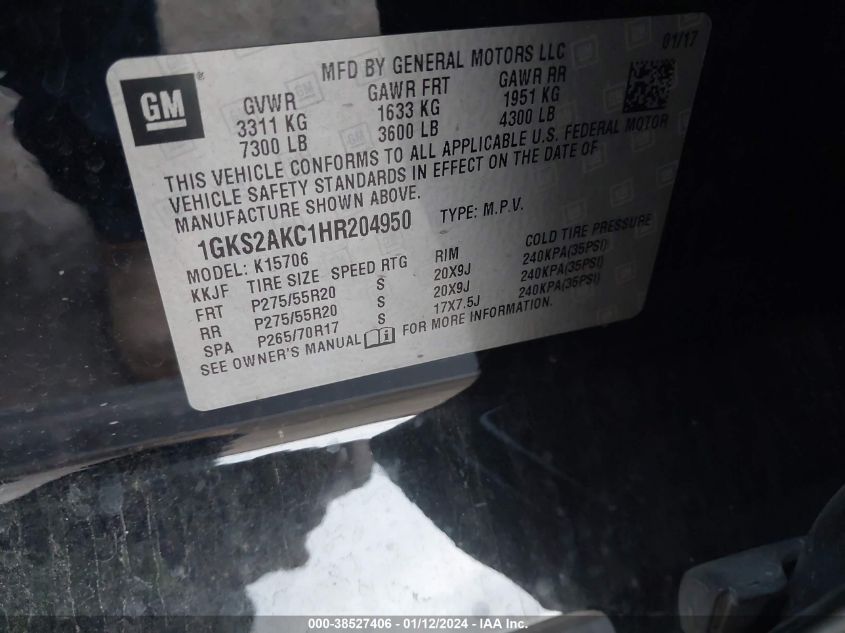 MFD BY GENERAL MOTORS LLC 01/17
GM ®
GVWR GAWR FRT GAWR RR
3311 KG 1633 KG 1951 KG
7300 LB 3600 LB 4300 LB
THIS VEHICLE CONFORMS TO ALL APPLICABLE U.S. FEDERAL MOTOR
VEHICLE SAFETY STANDARDS IN EFFECT ON THE DATE OF
MANUFACTURE SHOWN ABOVE.
1GKS2AKC1HR204950 TYPE: M.P.V.
MODEL: K15706
KKJF TIRE SIZE SPEED RTG RIM COLD TIRE PRESSURE
FRT P275/55R20 S 20X9J 240KPA(35PSI)
RR P275/55R20 S 20X9J 240KPA(35PSI)
SPA P265/70R17 S 17X7.5J 240KPA(35PSI)
SEE OWNER'S MANUAL FOR MORE INFORMATION.
000-38527406 - 01/12/2024 - IAA Inc.